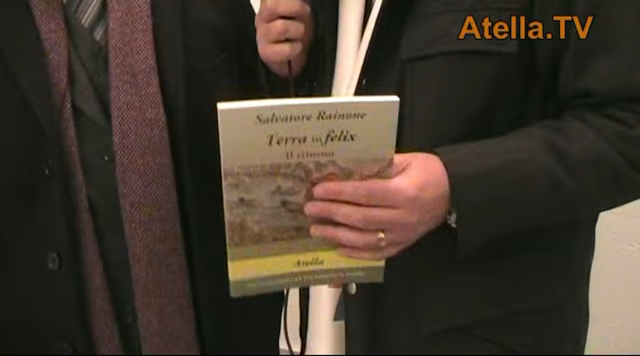 Atella.TV
Salvatore Rainone
Terra in felix
Il ritorno
Atella